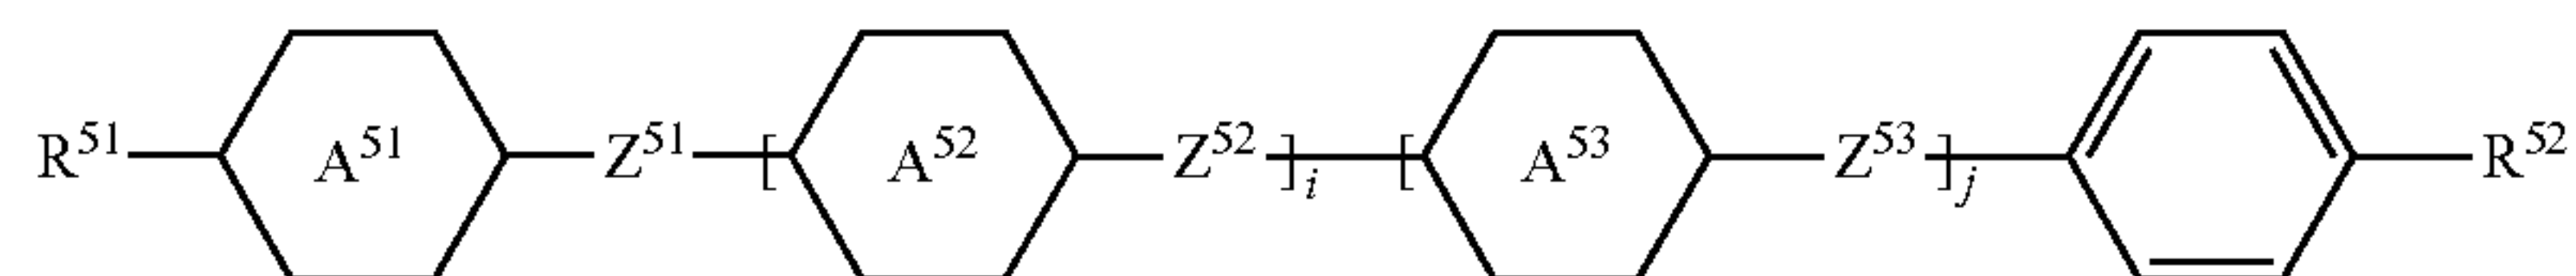 R⁵¹ A⁵¹ Z⁵¹ [ A⁵² Z⁵² ]ᵢ [ A⁵³ Z⁵³ ]ⱼ R⁵²